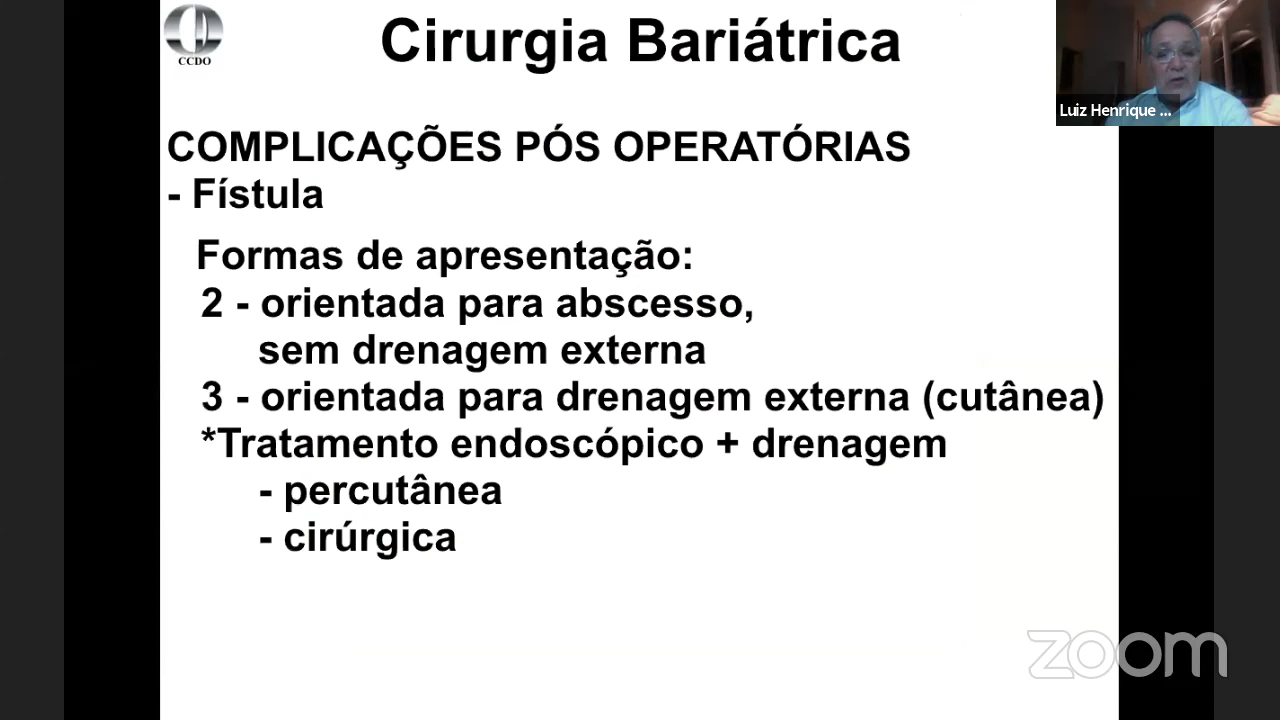 CCDO
Cirurgia Bariátrica
Luiz Henrique ...
COMPLICAÇÕES PÓS OPERATÓRIAS
- Fístula
Formas de apresentação:
2 - orientada para abscesso,
sem drenagem externa
3 - orientada para drenagem externa (cutânea)
*Tratamento endoscópico + drenagem
- percutânea
- cirúrgica
zoom